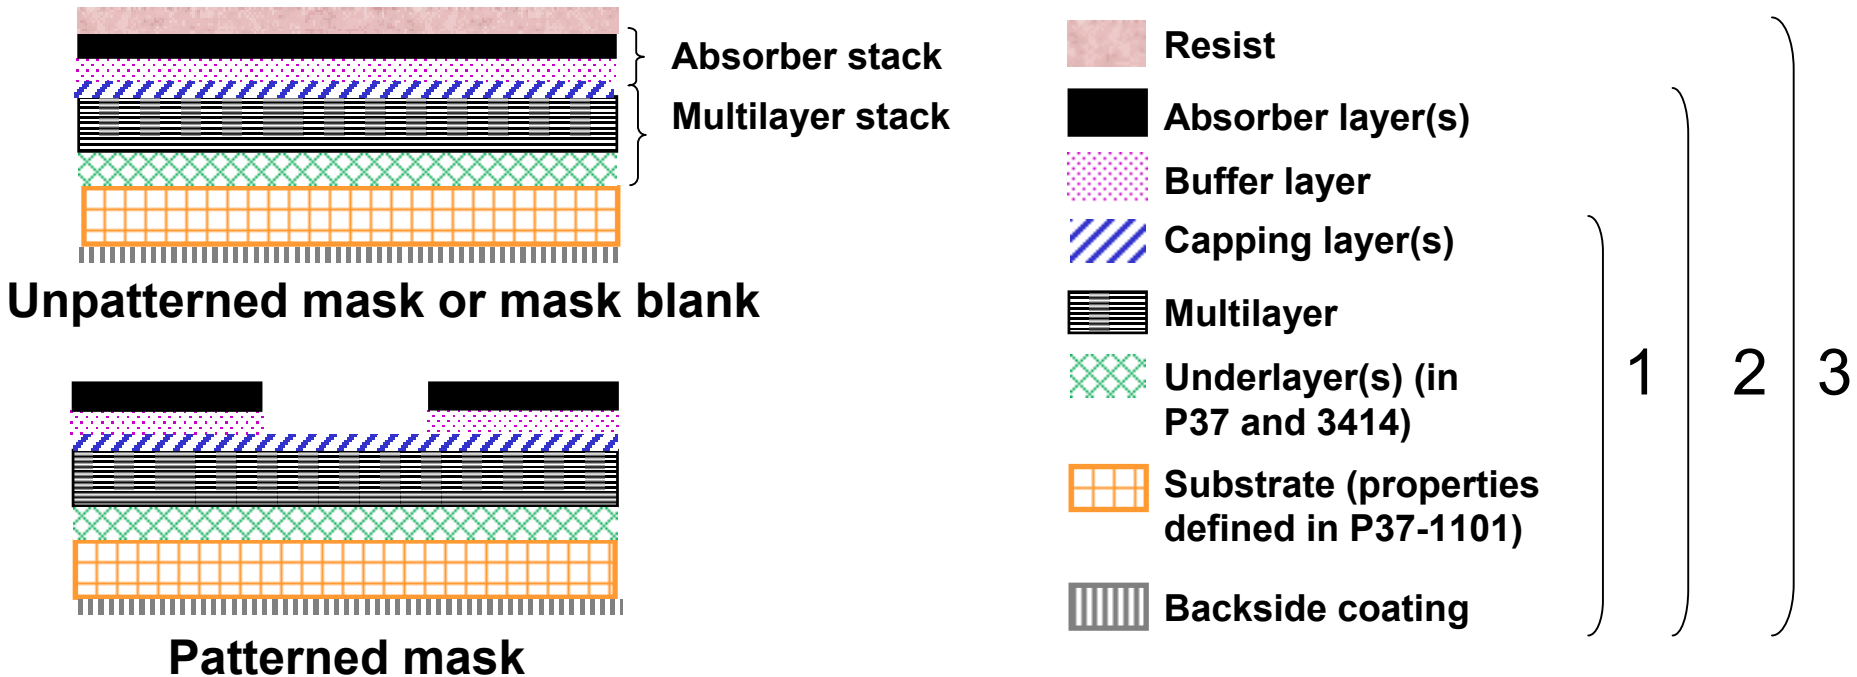 Absorber stack
Multilayer stack
Unpatterned mask or mask blank
Patterned mask
Resist
Absorber layer(s)
Buffer layer
Capping layer(s)
Multilayer
Underlayer(s) (in
P37 and 3414)
Substrate (properties
defined in P37-1101)
Backside coating
1
2
3